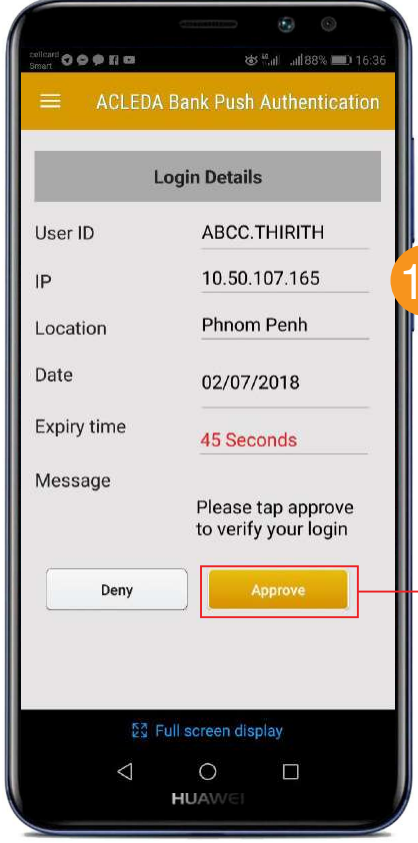 cellcard
Smart
88% 16:36
ACLEDA Bank Push Authentication
Login Details
User ID ABCC.THIRITH
IP 10.50.107.165
1
Location Phnom Penh
Date 02/07/2018
Expiry time 45 Seconds
Message
Please tap approve
to verify your login
Deny Approve
Full screen display
HUAWEI